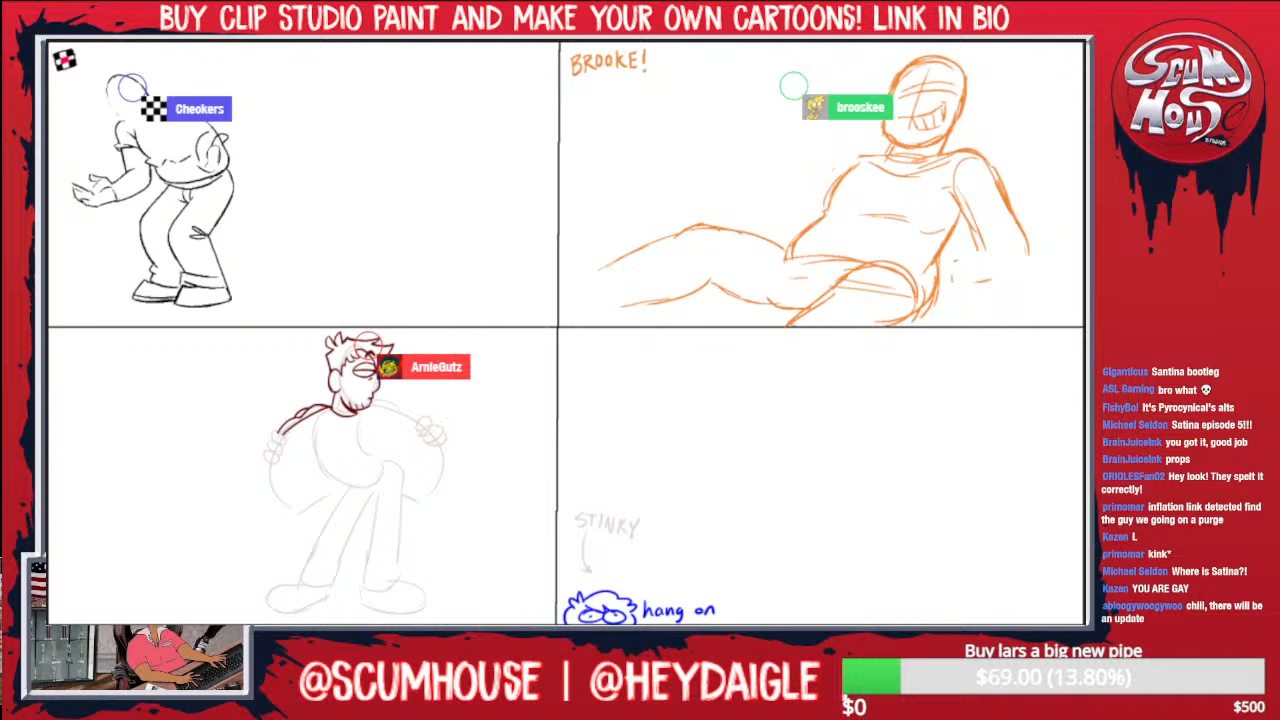 BUY CLIP STUDIO PAINT AND MAKE YOUR OWN CARTOONS! LINK IN BIO
SCUM
HOUSE
STUDIOS
Cheokers
BROOKE!
brooskee
ArnieGutz
STINKY
hang on
Giganticus Santina bootleg
ASL Gaming bro what
FishyBoi It's Pyrocynical's alts
Michael Seldon Satina episode 5!!!
BrainJuiceInk you got it, good job
BrainJuiceInk props
ORIOLESFan02 Hey look! They spelt it
correctly!
primomar inflation link detected find
the guy we going on a purge
Kazen L
primomar kink*
Michael Seldon Where is Satina?!
Kazen YOU ARE GAY
abloogywoogywoo chill, there will be
an update
@SCUMHOUSE | @HEYDAIGLE
Buy lars a big new pipe
$69.00 (13.80%)
$0
$500